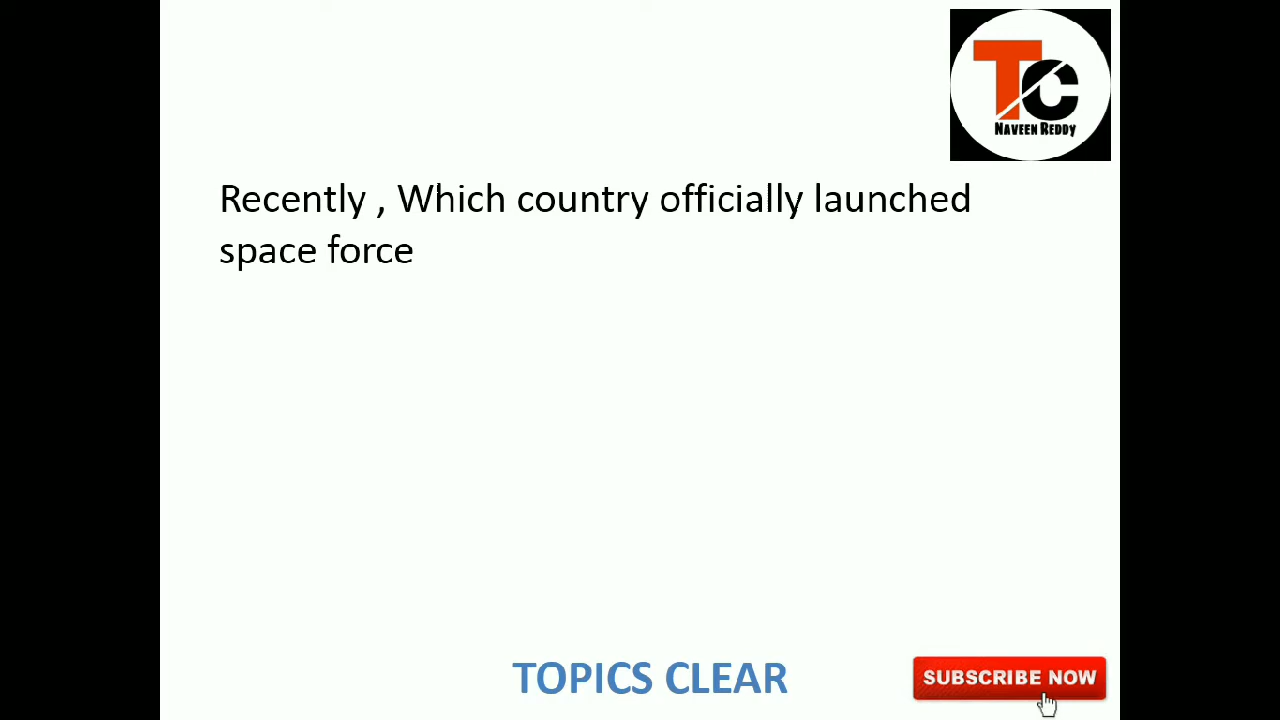 TC
NAVEEN REDDY
Recently , Which country officially launched
space force
TOPICS CLEAR
SUBSCRIBE NOW